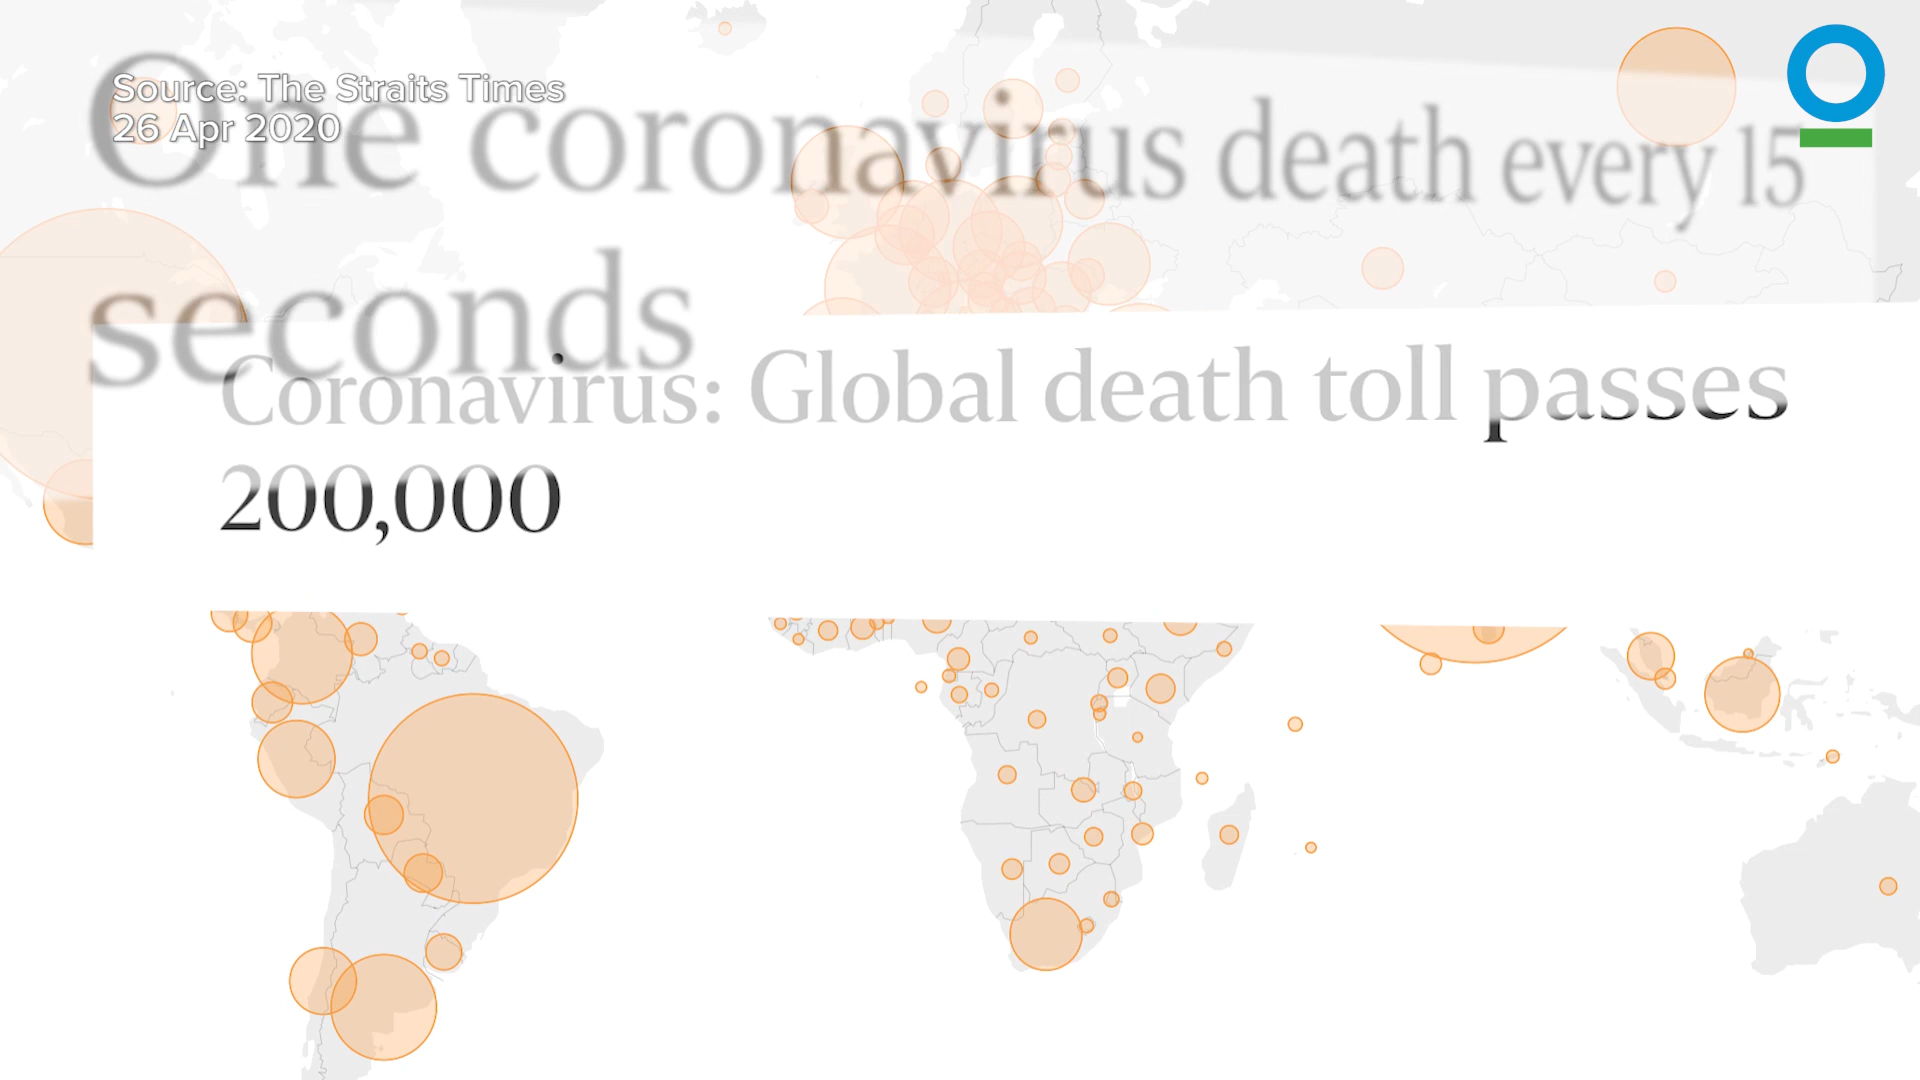 Source: The Straits Times
26 Apr 2020
One coronavirus death every 15
seconds
Coronavirus: Global death toll passes
200,000